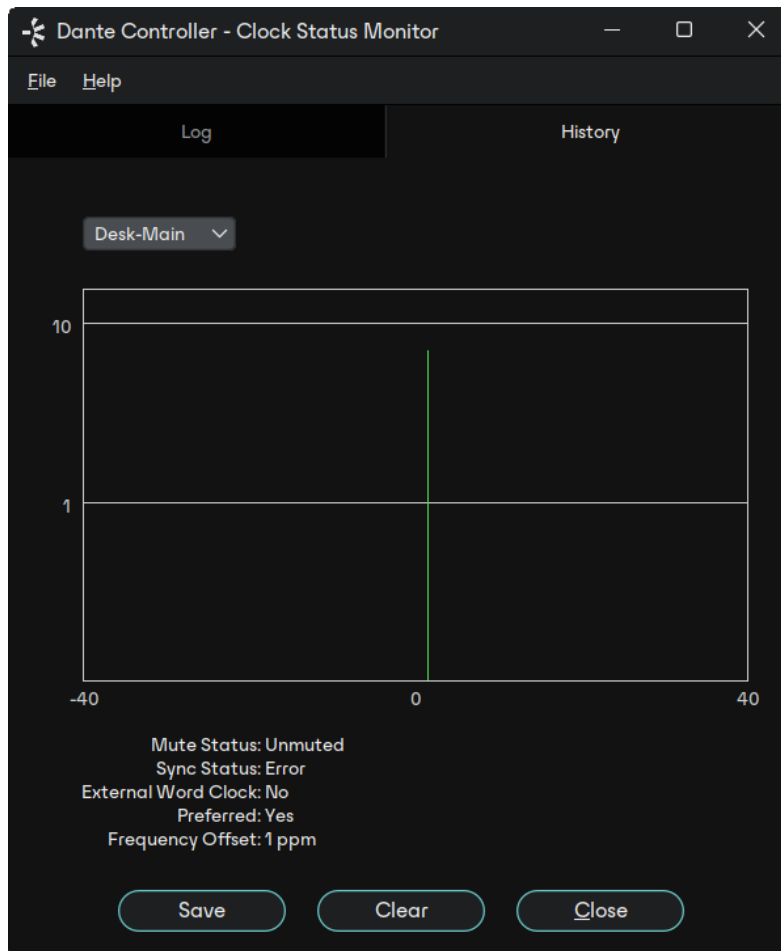 Dante Controller - Clock Status Monitor
File Help
Log History
Desk-Main
10
1
-40 0 40
Mute Status: Unmuted
Sync Status: Error
External Word Clock: No
Preferred: Yes
Frequency Offset: 1 ppm
Save Clear Close